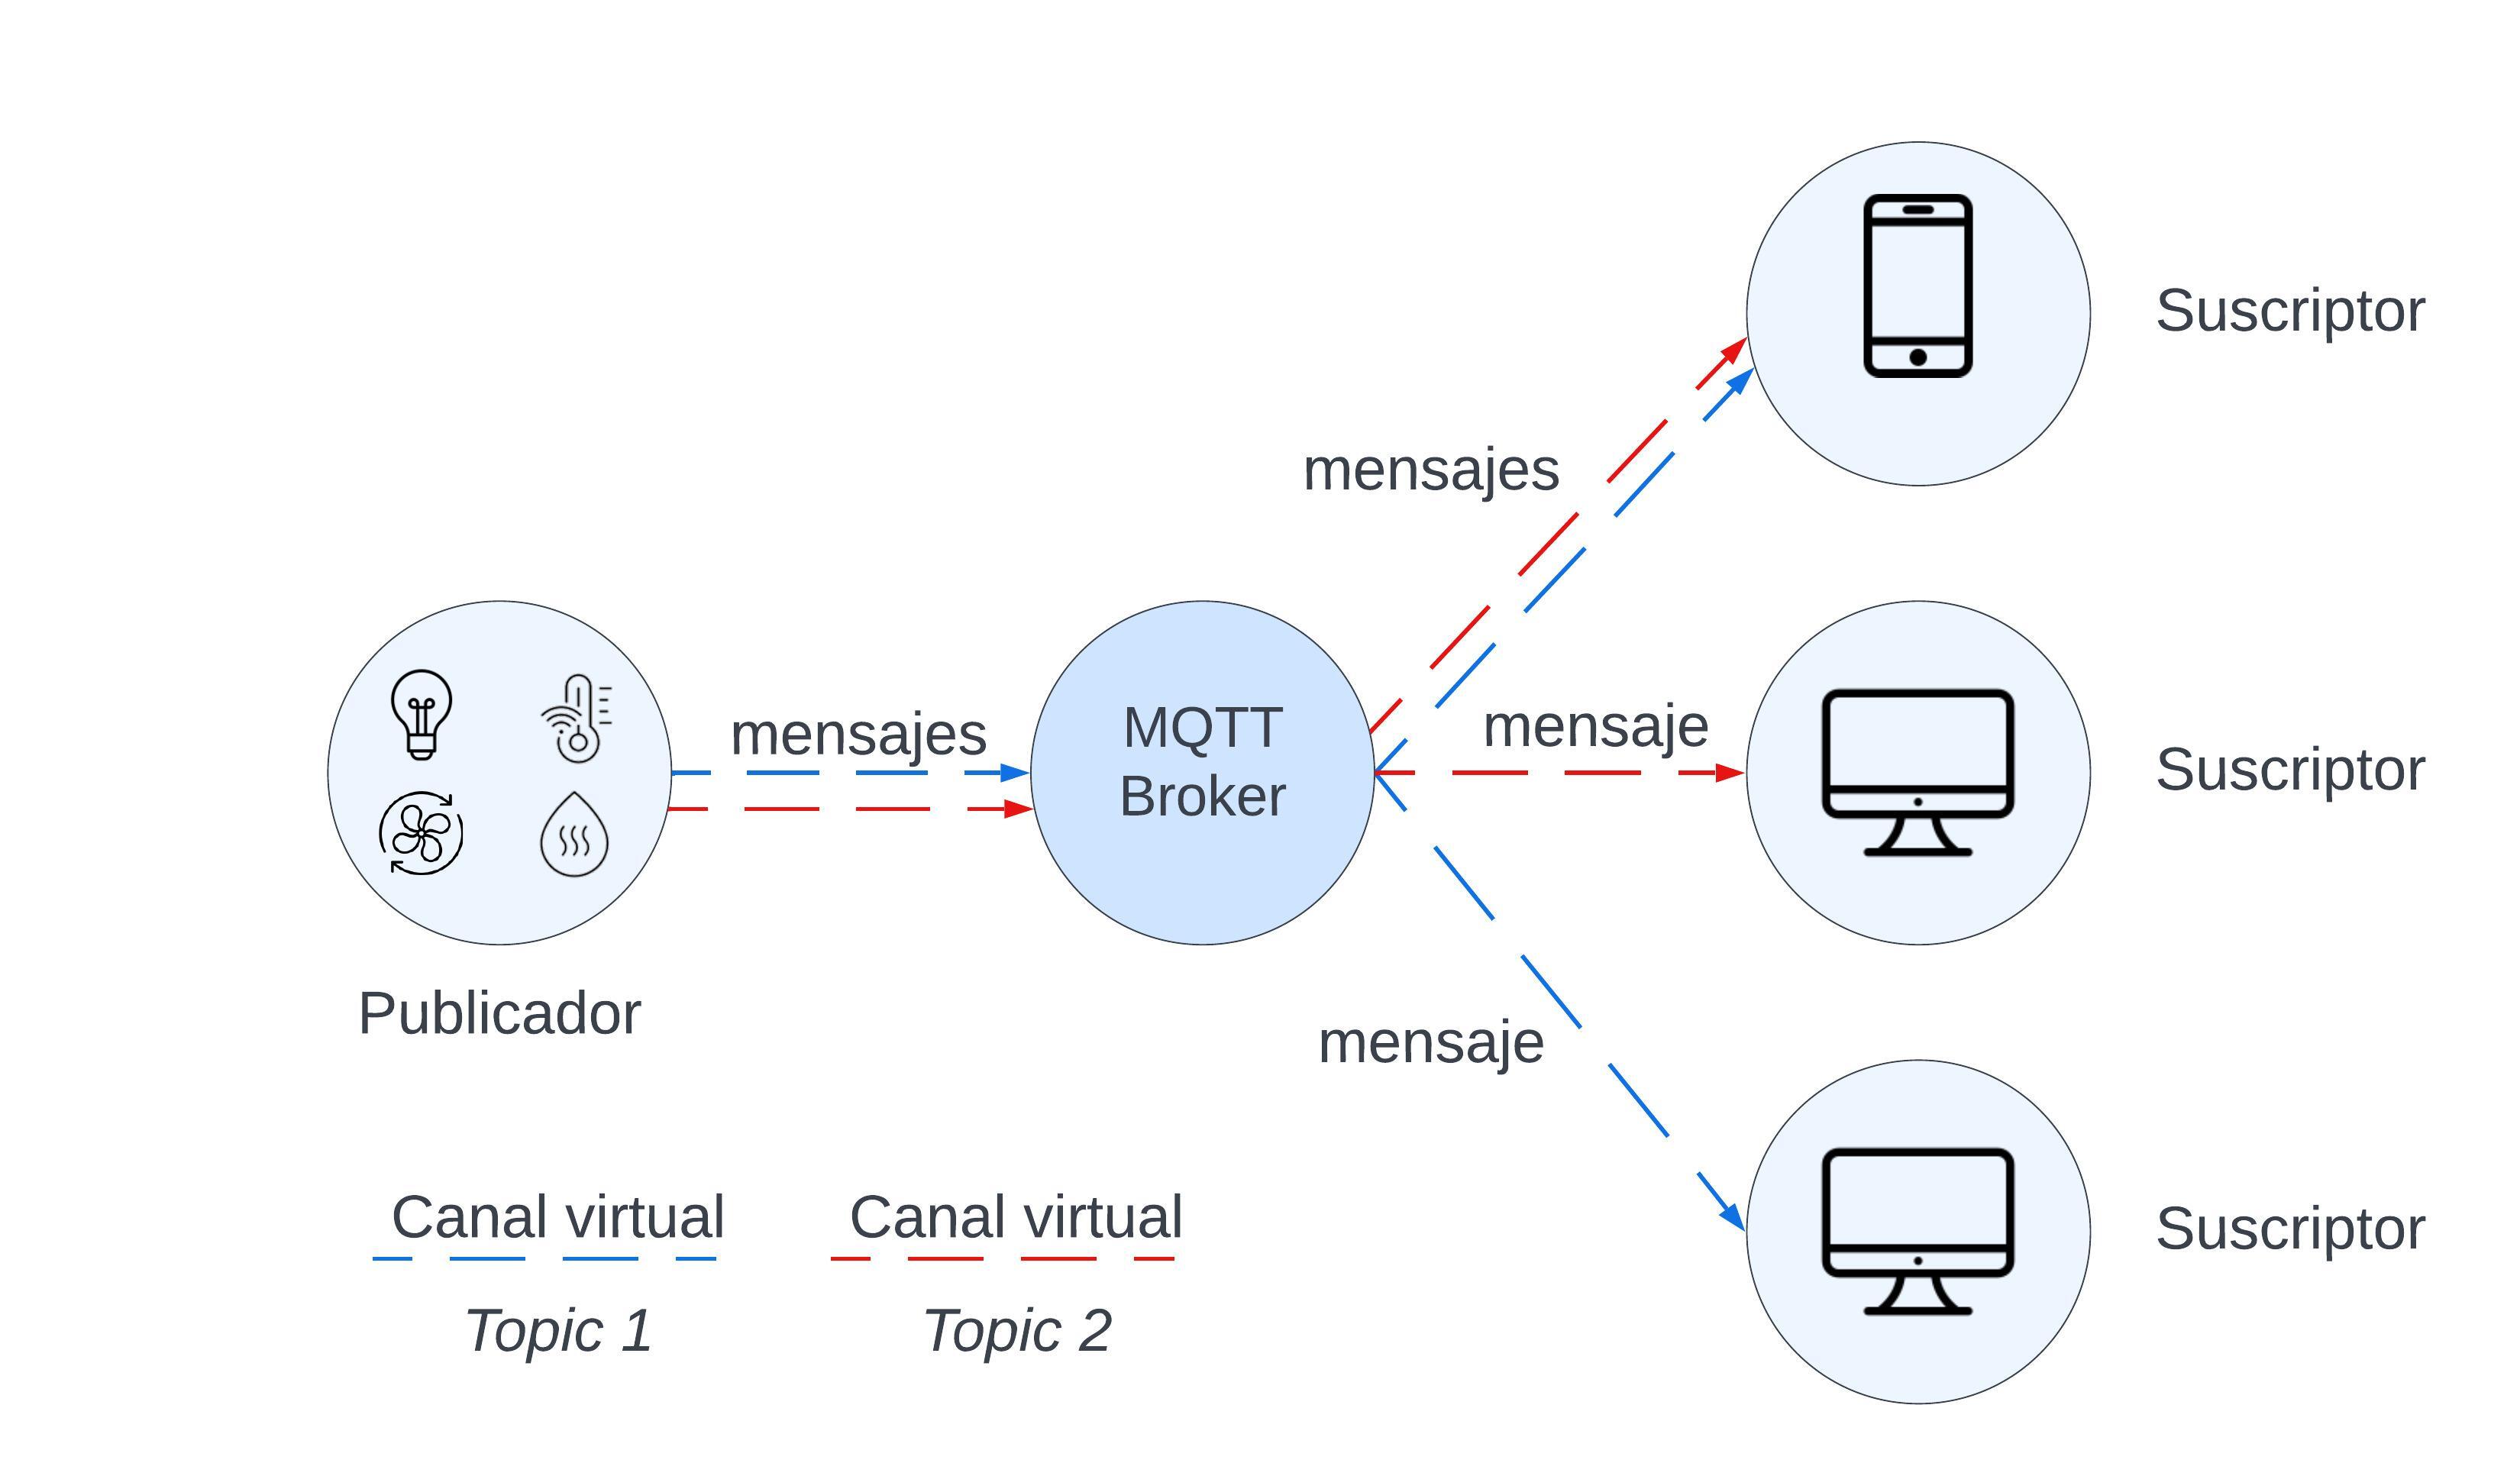 Suscriptor
mensajes
mensajes
MQTT
Broker
mensaje
Suscriptor
Publicador
mensaje
Canal virtual
Topic 1
Canal virtual
Topic 2
Suscriptor